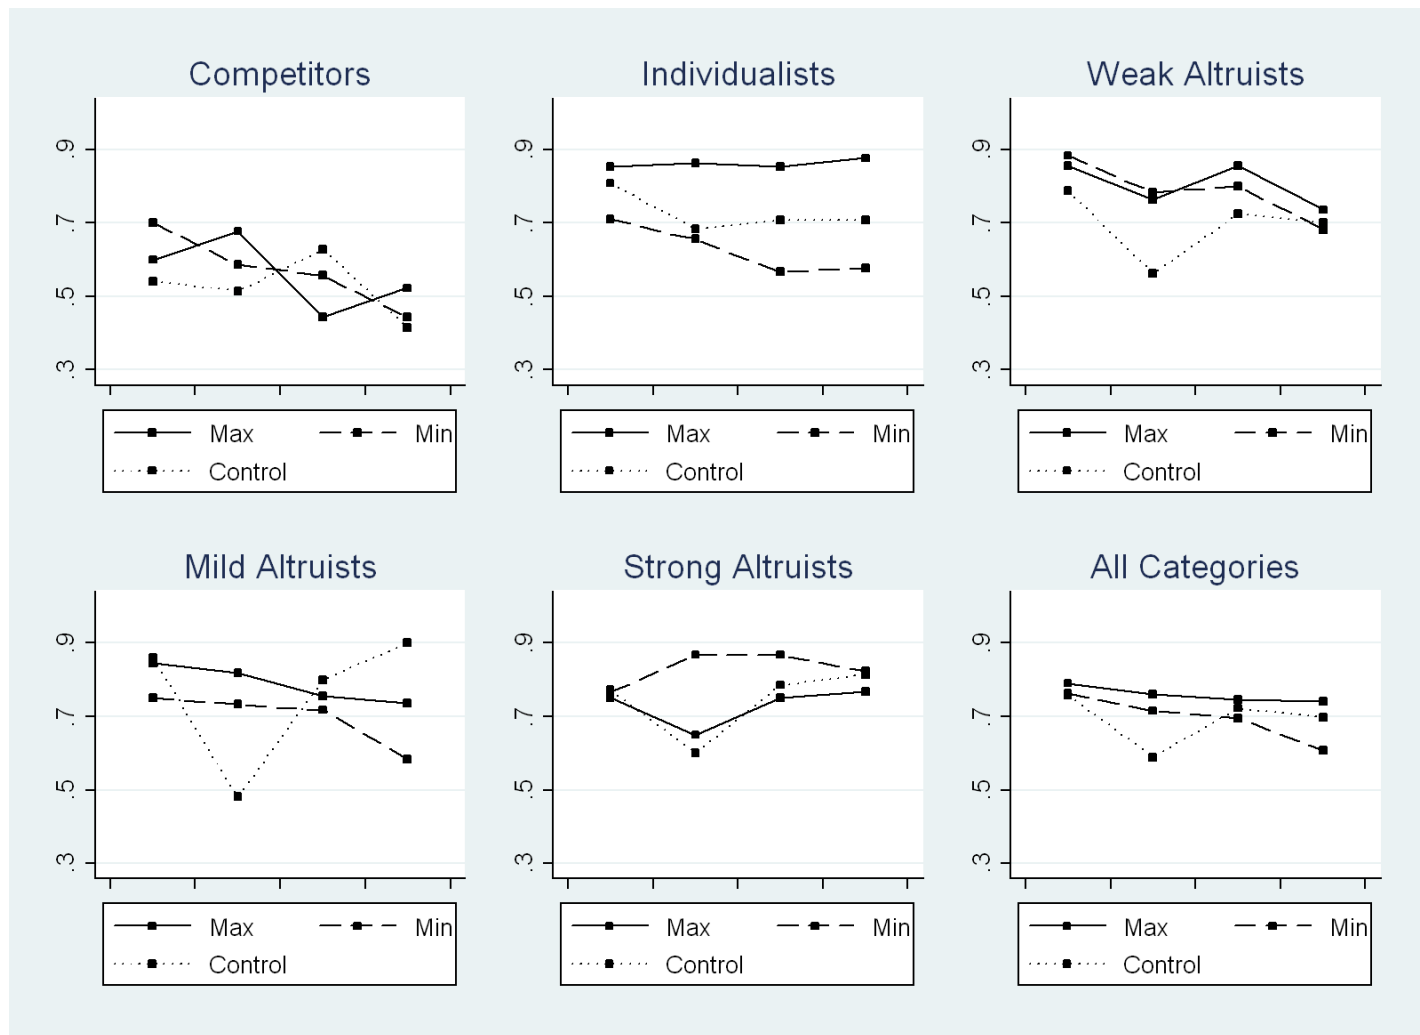 Competitors
Individualists
Weak Altruists
.9
.7
.5
.3
.9
.7
.5
.3
.9
.7
.5
.3
Max Min
Control
Max Min
Control
Max Min
Control
Mild Altruists
Strong Altruists
All Categories
.9
.7
.5
.3
.9
.7
.5
.3
.9
.7
.5
.3
Max Min
Control
Max Min
Control
Max Min
Control